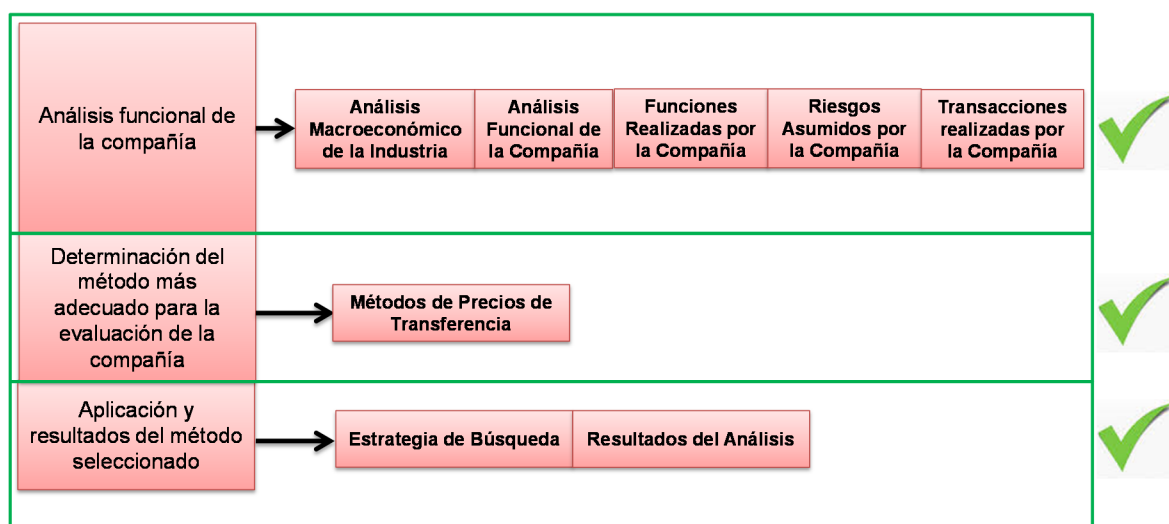 Análisis funcional de
la compañía
Análisis
Macroeconómico
de la Industria
Análisis
Funcional de
la Compañía
Funciones
Realizadas por
la Compañía
Riesgos
Asumidos por
la Compañía
Transacciones
realizadas por
la Compañía
Determinación del
método más
adecuado para la
evaluación de la
compañía
Métodos de Precios de
Transferencia
Aplicación y
resultados del método
seleccionado
Estrategia de Búsqueda
Resultados del Análisis